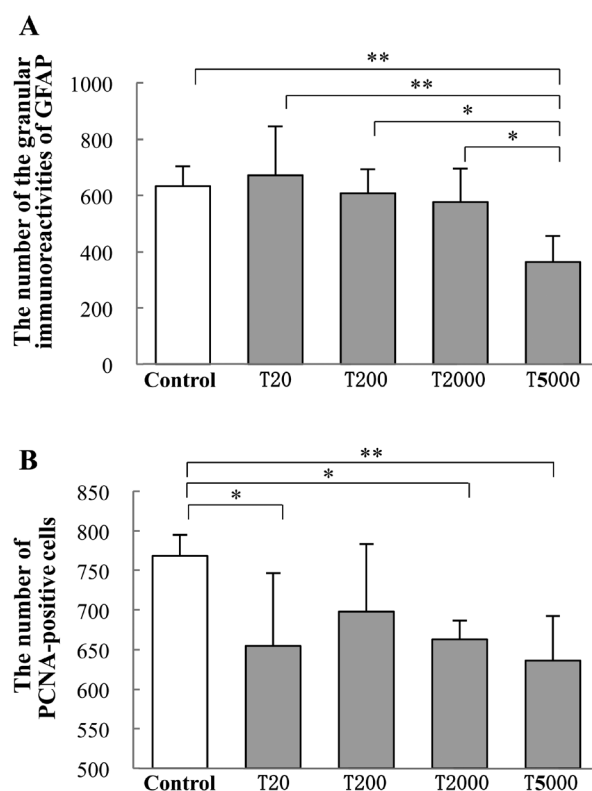 A
The number of the granular
immunoreactivities of GFAP
**
**
*
*
1000
800
600
400
200
0
Control T20 T200 T2000 T5000
B
The number of
PCNA-positive cells
**
*
*
850
800
750
700
650
600
550
500
Control T20 T200 T2000 T5000